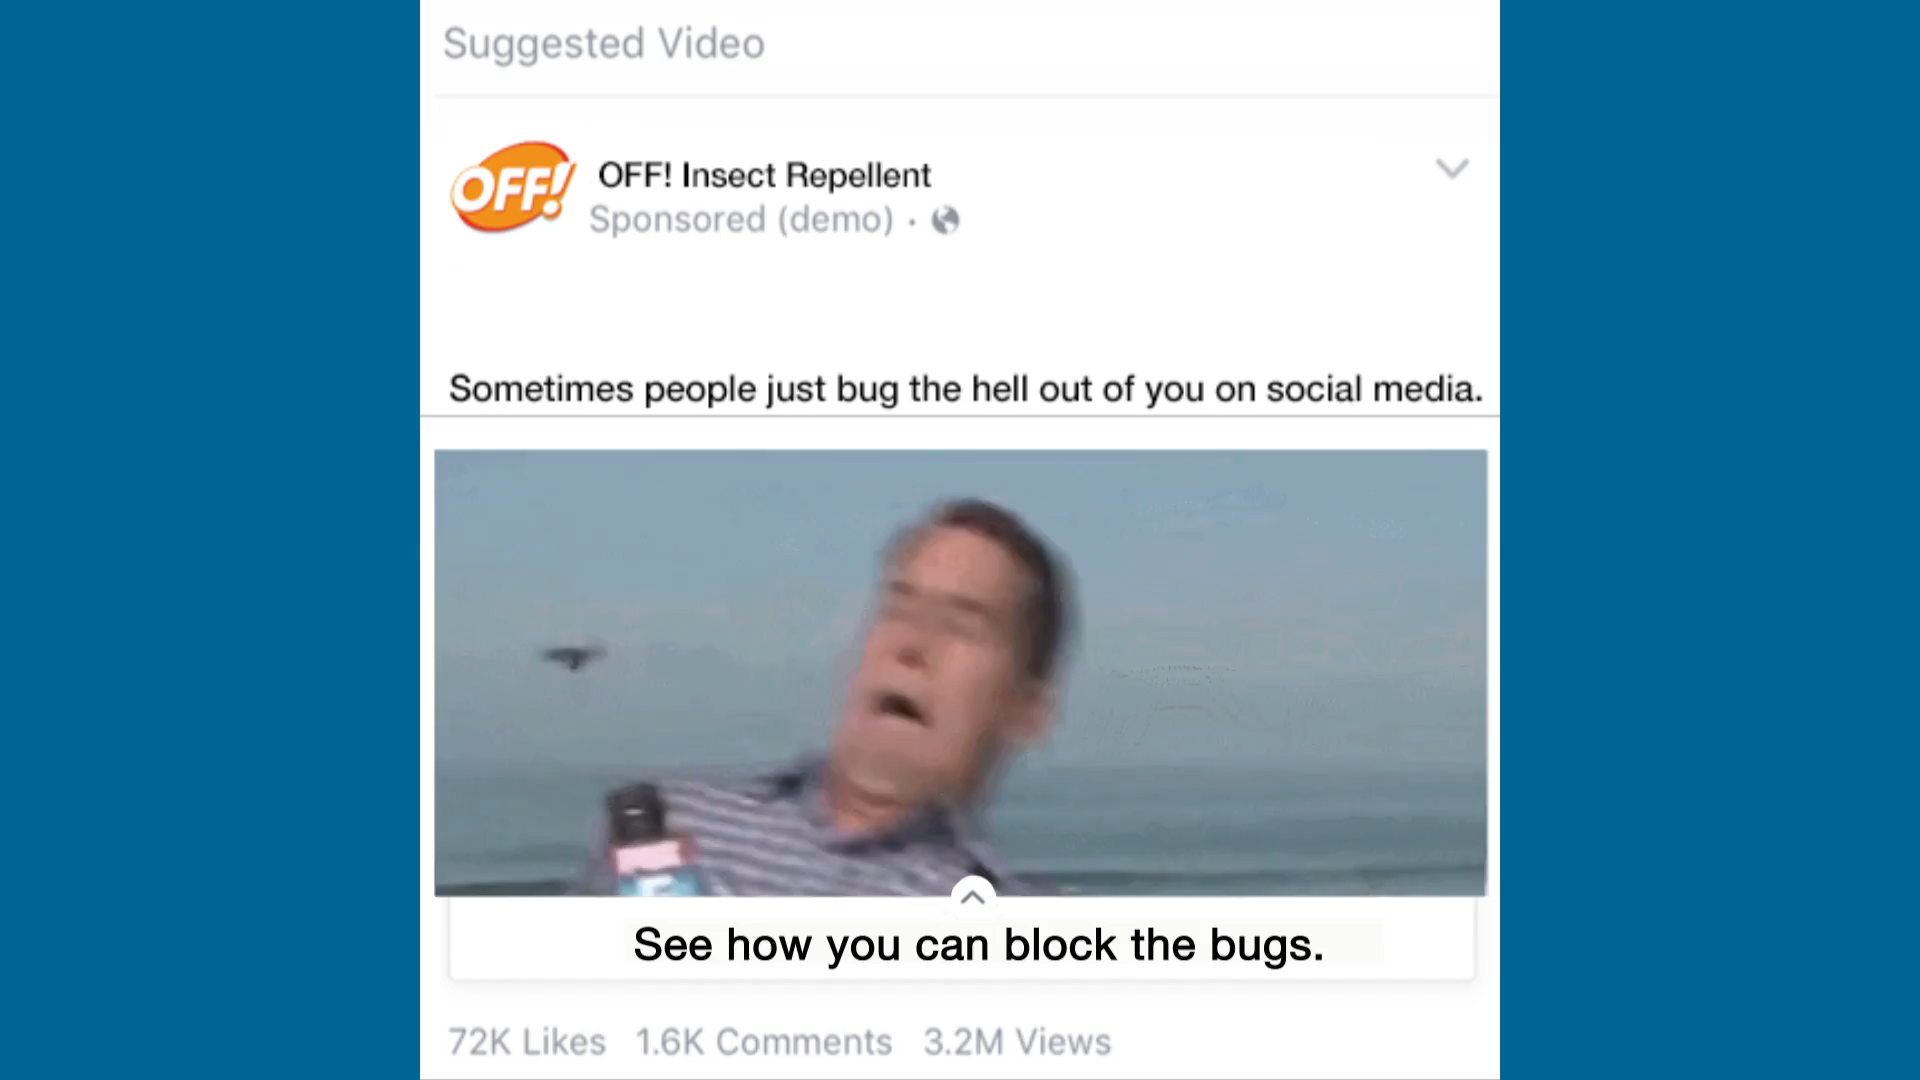 Suggested Video
OFF!
OFF! Insect Repellent
Sponsored (demo) ·
Sometimes people just bug the hell out of you on social media.
See how you can block the bugs.
72K Likes 1.6K Comments 3.2M Views